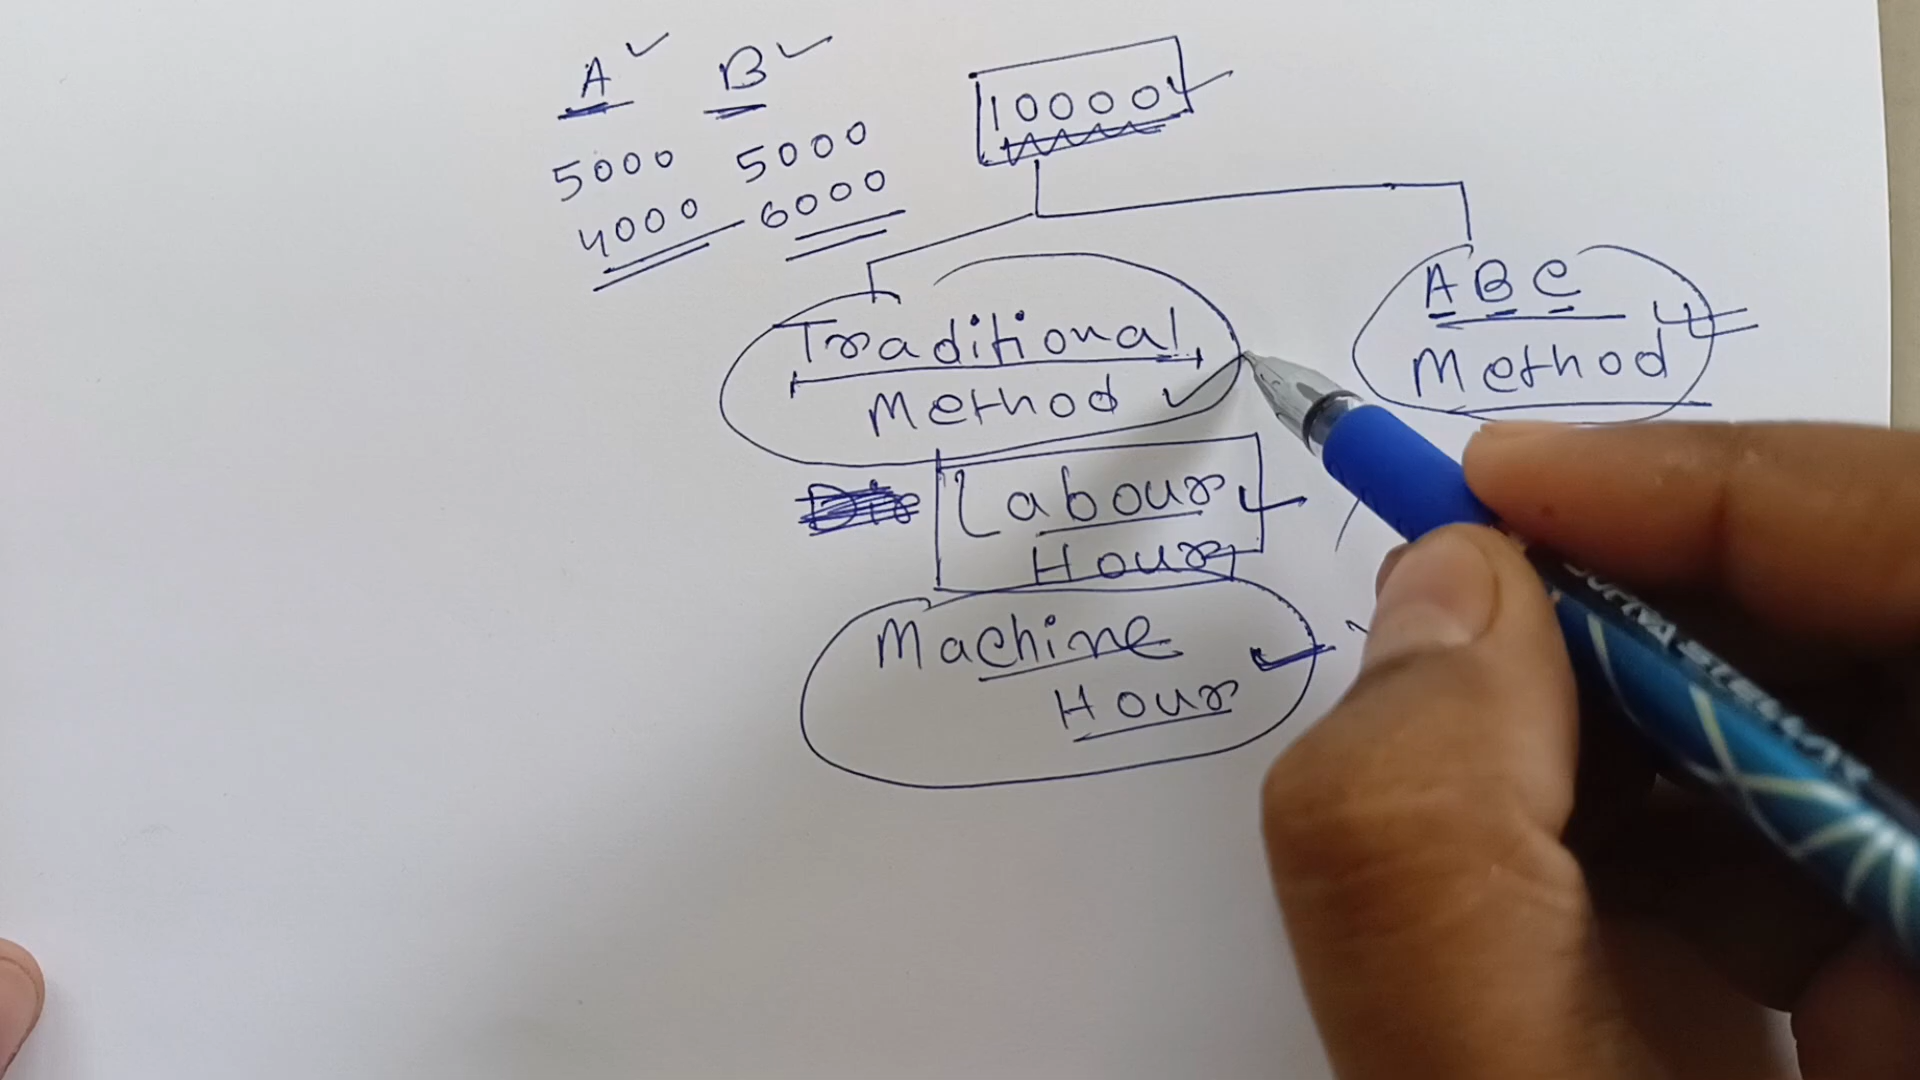 A B
5000 5000
4000 6000
10000
Traditional
Method
ABC
Method
Labour
Hour
Machine
Hour